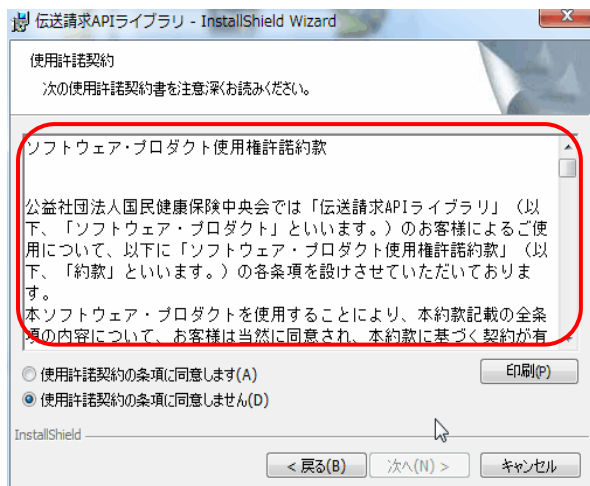 伝送請求APIライブラリ - InstallShield Wizard
使用許諾契約
次の使用許諾契約書を注意深くお読みください。
ソフトウェア・プロダクト使用権許諾約款
公益社団法人国民健康保険中央会では「伝送請求APIライブラリ」（以
下、「ソフトウェア・プロダクト」といいます。）のお客様によるご使
用について、以下に「ソフトウェア・プロダクト使用権許諾約款」（以
下、「約款」といいます。）の各条項を設けさせていただいておりま
す。
本ソフトウェア・プロダクトを使用することにより、本約款記載の全条
項の内容について、お客様は当然に同意され、本約款に基づく契約が有
使用許諾契約の条項に同意します(A)
印刷(P)
使用許諾契約の条項に同意しません(D)
InstallShield
< 戻る(B)
次へ(N) >
キャンセル